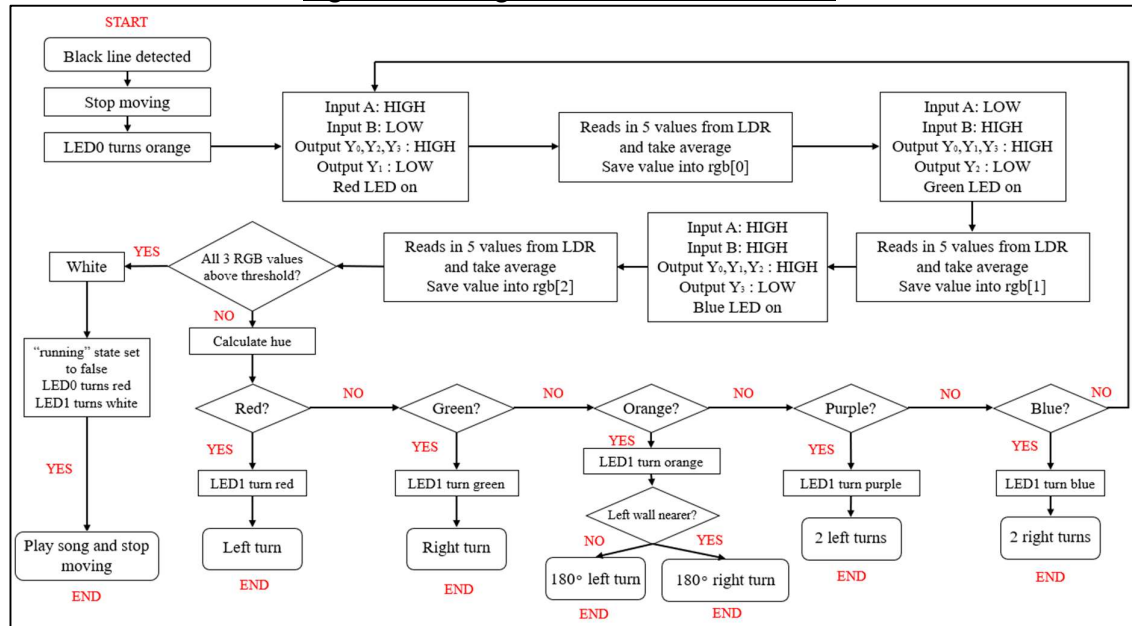 START
Black line detected
Stop moving
LED0 turns orange
Input A: HIGH
Input B: LOW
Output Y₀,Y₂,Y₃ : HIGH
Output Y₁ : LOW
Red LED on
Reads in 5 values from LDR
and take average
Save value into rgb[0]
Input A: LOW
Input B: HIGH
Output Y₀,Y₁,Y₃ : HIGH
Output Y₂ : LOW
Green LED on
Reads in 5 values from LDR
and take average
Save value into rgb[1]
Input A: HIGH
Input B: HIGH
Output Y₀,Y₁,Y₂ : HIGH
Output Y₃ : LOW
Blue LED on
Reads in 5 values from LDR
and take average
Save value into rgb[2]
All 3 RGB values
above threshold?
YES
White
"running" state set
to false
LED0 turns red
LED1 turns white
YES
Play song and stop
moving
END
NO
Calculate hue
Red?
YES
LED1 turn red
Left turn
END
NO
Green?
YES
LED1 turn green
Right turn
END
NO
Orange?
YES
LED1 turn orange
Left wall nearer?
NO
180° left turn
END
YES
180° right turn
END
NO
Purple?
YES
LED1 turn purple
2 left turns
END
NO
Blue?
NO
YES
LED1 turn blue
2 right turns
END